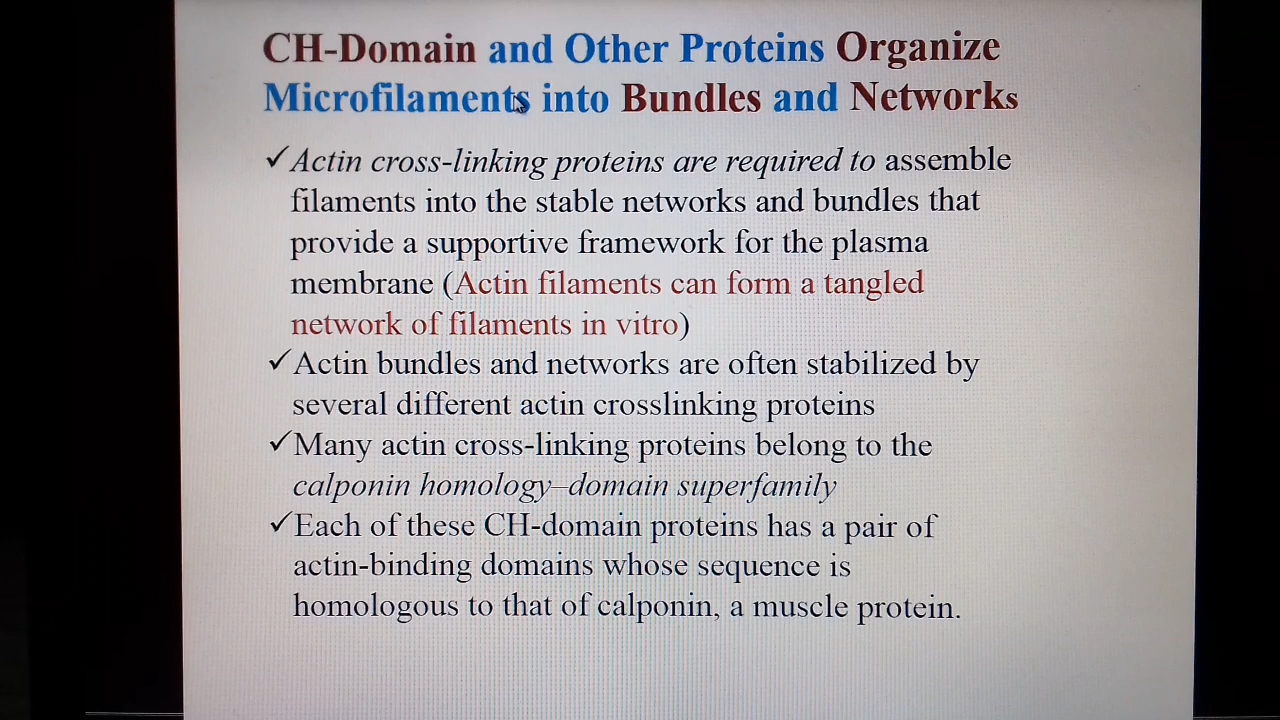 CH-Domain and Other Proteins Organize
Microfilaments into Bundles and Networks
✓Actin cross-linking proteins are required to assemble
filaments into the stable networks and bundles that
provide a supportive framework for the plasma
membrane (Actin filaments can form a tangled
network of filaments in vitro)
✓Actin bundles and networks are often stabilized by
several different actin crosslinking proteins
✓Many actin cross-linking proteins belong to the
calponin homology–domain superfamily
✓Each of these CH-domain proteins has a pair of
actin-binding domains whose sequence is
homologous to that of calponin, a muscle protein.